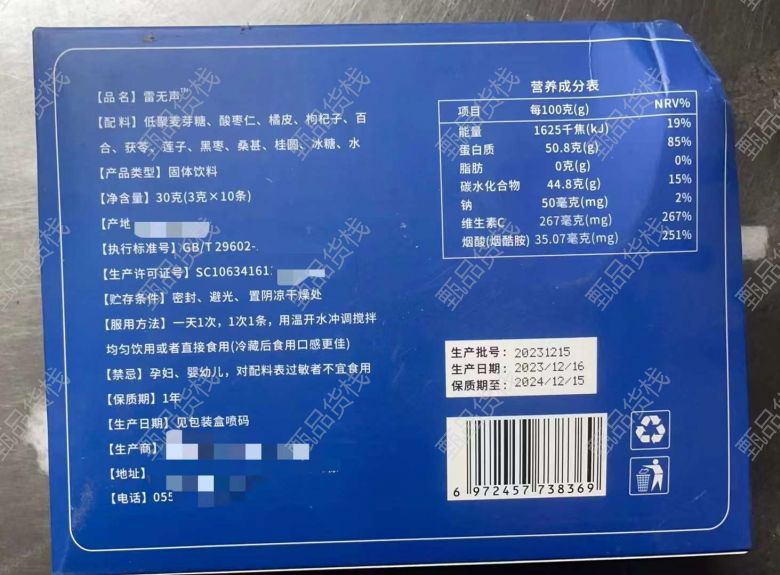 【品名】雷无声™
【配料】低聚麦芽糖、酸枣仁、橘皮、枸杞子、百
合、茯苓、莲子、黑枣、桑葚、桂圆、冰糖、水
【产品类型】固体饮料
【净含量】30克(3克×10条)
【产地
【执行标准号】GB/T29602-
【生产许可证号】SC10634161
【贮存条件】密封、避光、置阴凉干燥处
【服用方法】一天1次，1次1条，用温开水冲调搅拌
均匀饮用或者直接食用(冷藏后食用口感更佳)
【禁忌】孕妇、婴幼儿，对配料表过敏者不宜食用
【保质期】1年
【生产日期】见包装盒喷码
【生产商】
【地址】
【电话】055
营养成分表
项目 每100克(g) NRV%
能量 1625千焦(kJ) 19%
蛋白质 50.8克(g) 85%
脂肪 0克(g) 0%
碳水化合物 44.8克(g) 15%
钠 50毫克(mg) 2%
维生素C 267毫克(mg) 267%
烟酸(烟酰胺) 35.07毫克(mg) 251%
生产批号: 20231215
生产日期: 2023/12/16
保质期至: 2024/12/15
6 972457 738369
甄品货栈